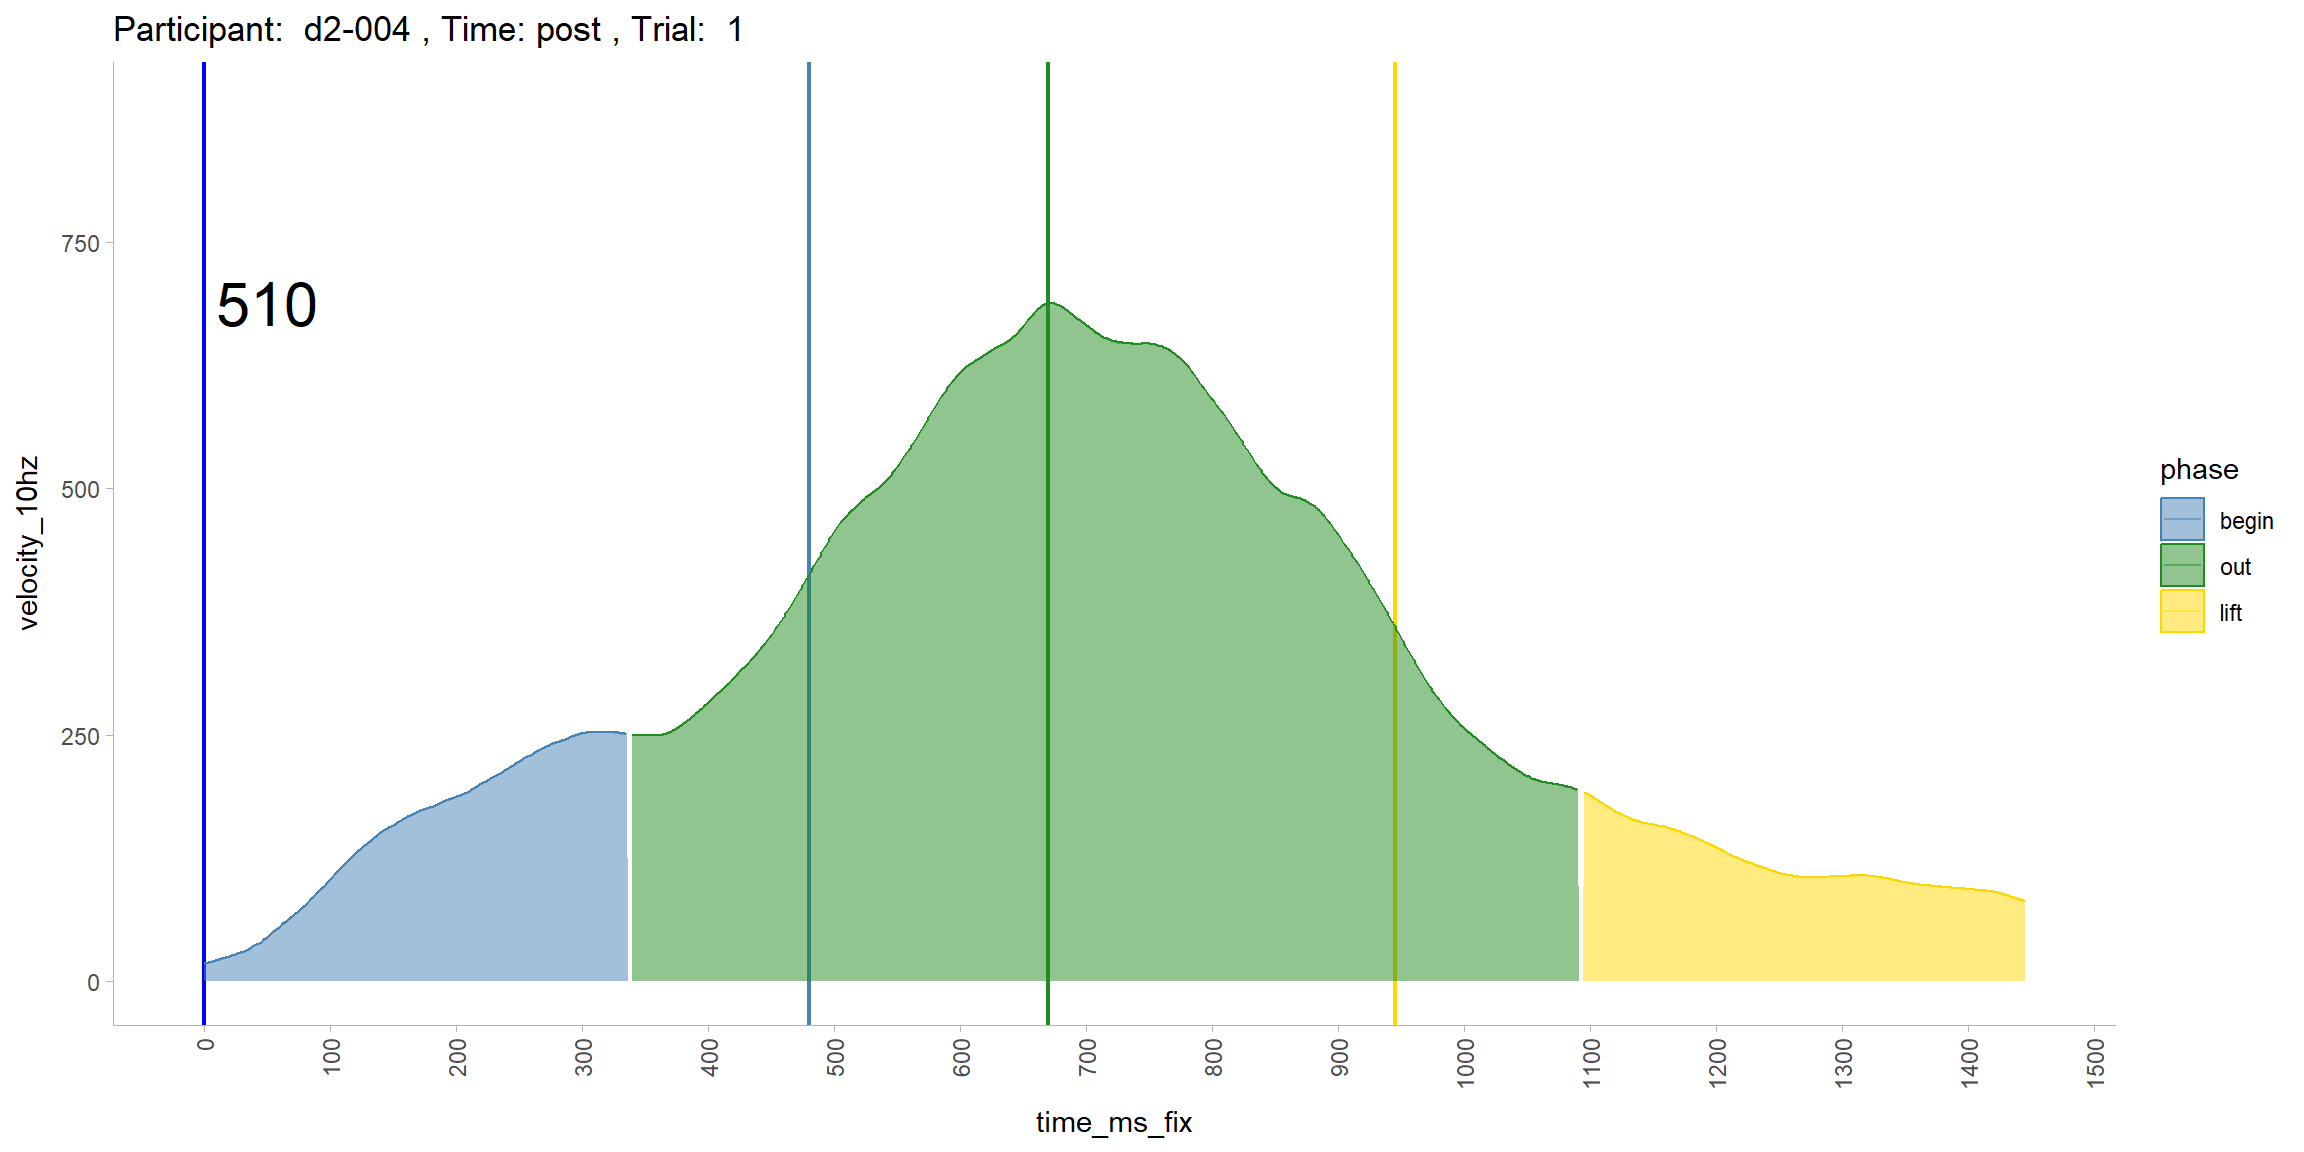 Participant:  d2-004 , Time: post , Trial:  1
750
510
500
250
0
velocity_10hz
0 100 200 300 400 500 600 700 800 900 1000 1100 1200 1300 1400 1500
time_ms_fix
phase
begin
out
lift